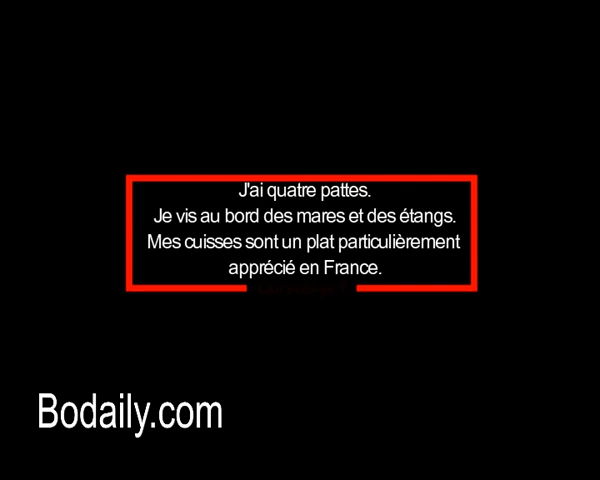 J'ai quatre pattes.
Je vis au bord des mares et des étangs.
Mes cuisses sont un plat particulièrement
apprécié en France.
Bodaily.com